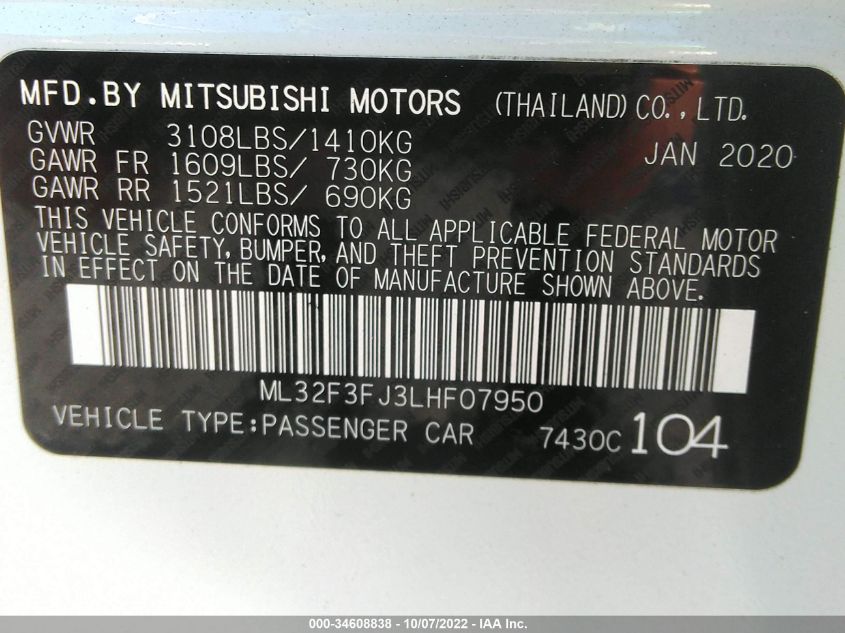 MFD.BY MITSUBISHI MOTORS (THAILAND) CO., LTD.
GVWR 3108LBS/1410KG JAN 2020
GAWR FR 1609LBS/ 730KG
GAWR RR 1521LBS/ 690KG
THIS VEHICLE CONFORMS TO ALL APPLICABLE FEDERAL MOTOR
VEHICLE SAFETY, BUMPER, AND THEFT PREVENTION STANDARDS
IN EFFECT ON THE DATE OF MANUFACTURE SHOWN ABOVE.
ML32F3FJ3LHF07950
VEHICLE TYPE:PASSENGER CAR 7430C 104
000-34608838 - 10/07/2022 - IAA Inc.